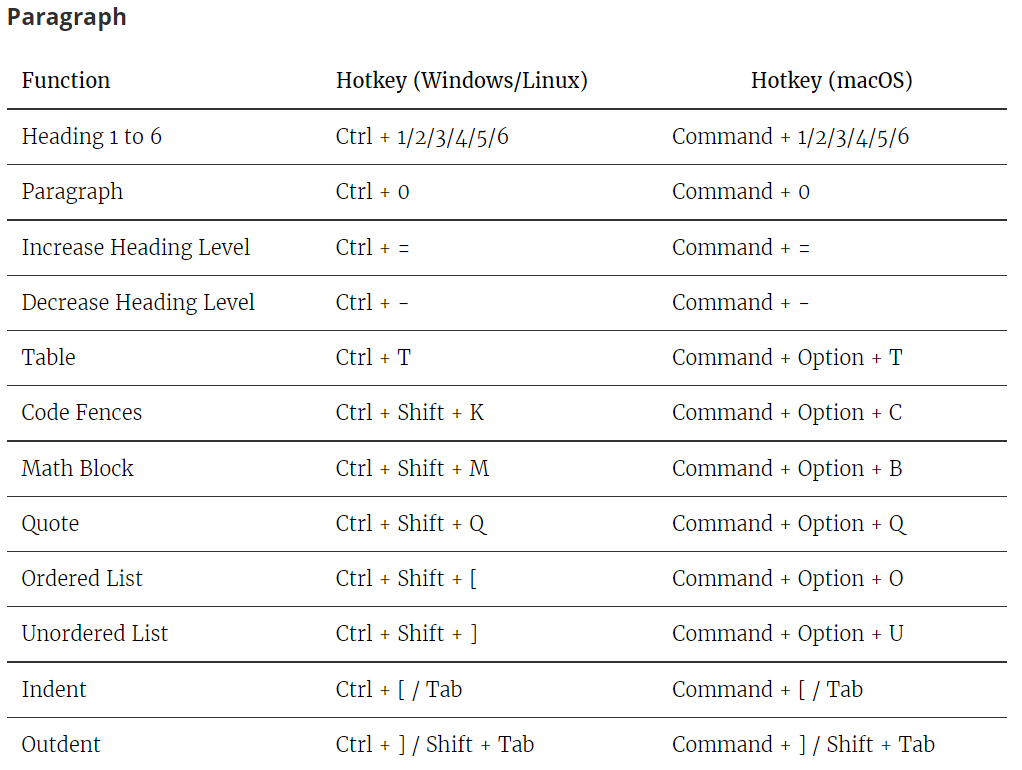 Paragraph
Function Hotkey (Windows/Linux) Hotkey (macOS)
Heading 1 to 6 Ctrl + 1/2/3/4/5/6 Command + 1/2/3/4/5/6
Paragraph Ctrl + 0 Command + 0
Increase Heading Level Ctrl + = Command + =
Decrease Heading Level Ctrl + - Command + -
Table Ctrl + T Command + Option + T
Code Fences Ctrl + Shift + K Command + Option + C
Math Block Ctrl + Shift + M Command + Option + B
Quote Ctrl + Shift + Q Command + Option + Q
Ordered List Ctrl + Shift + [ Command + Option + O
Unordered List Ctrl + Shift + ] Command + Option + U
Indent Ctrl + [ / Tab Command + [ / Tab
Outdent Ctrl + ] / Shift + Tab Command + ] / Shift + Tab